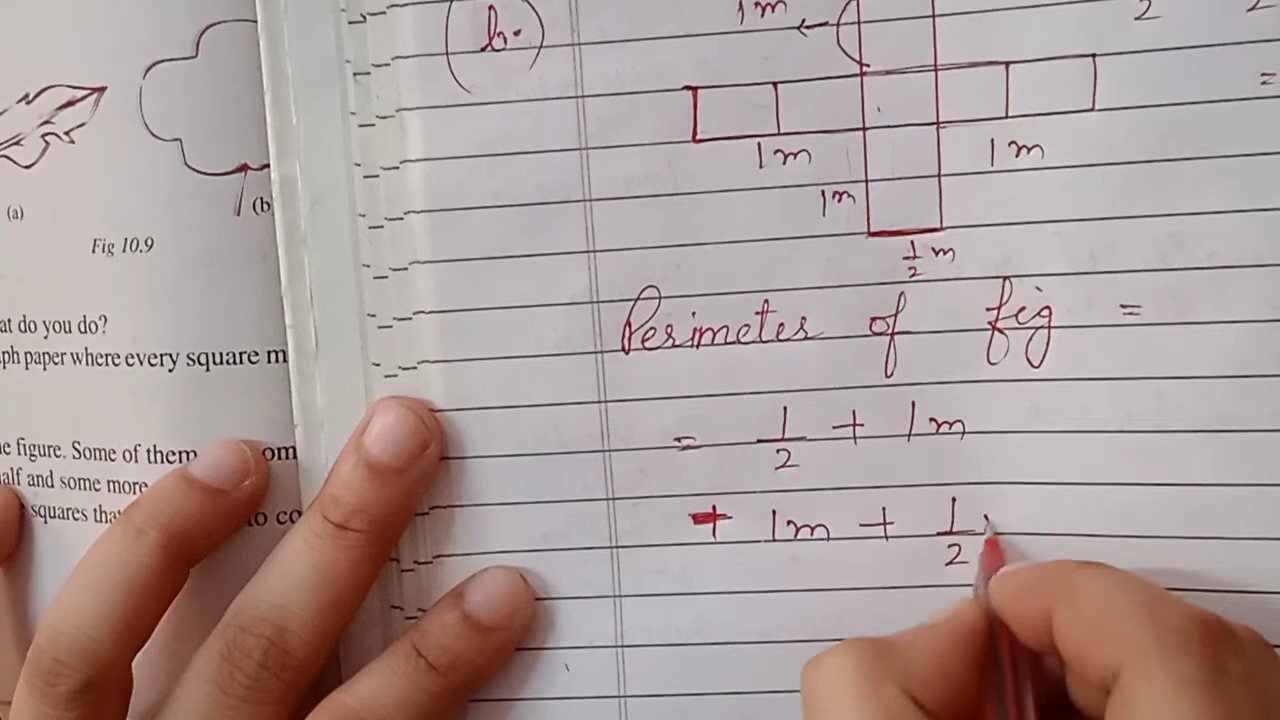 (a)
(b
Fig 10.9
at do you do?
ph paper where every square m
e figure. Some of them om
alf and some more
squares tha o co
(b.)
1m
2 2
=
1m 1m
1m
1/2 m
Perimeter of fig =
= 1/2 + 1m
+ 1m + 1/2